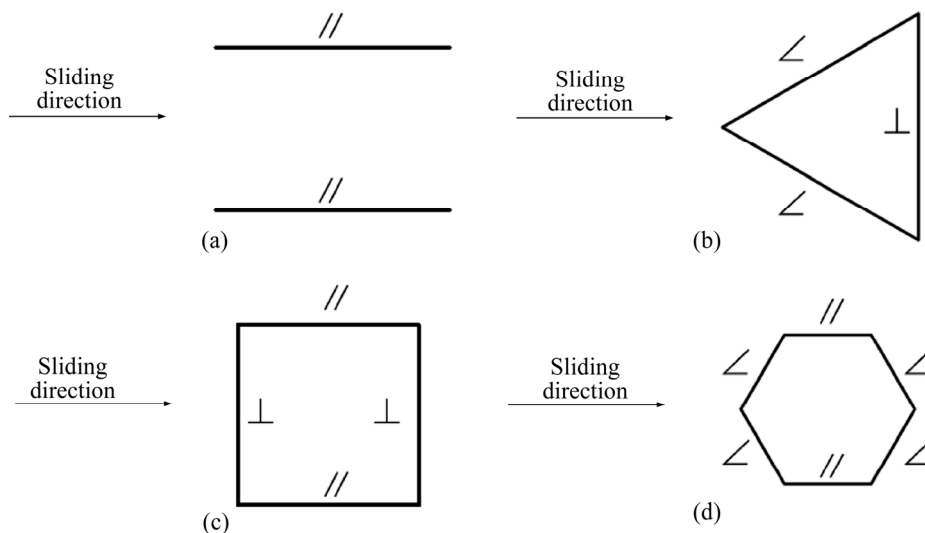 //
Sliding
direction
//
(a)
Sliding
direction
∠
⊥
∠
(b)
//
Sliding
direction
⊥ ⊥
//
(c)
//
Sliding
direction
∠ ∠
∠ ∠
//
(d)